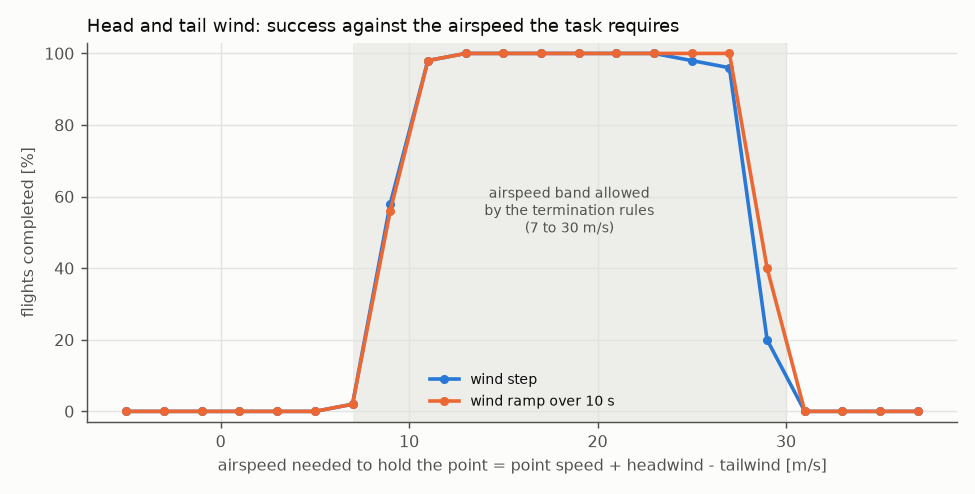 Head and tail wind: success against the airspeed the task requires
flights completed [%]
100
80
60
40
20
0
airspeed band allowed
by the termination rules
(7 to 30 m/s)
wind step
wind ramp over 10 s
0 10 20 30
airspeed needed to hold the point = point speed + headwind - tailwind [m/s]